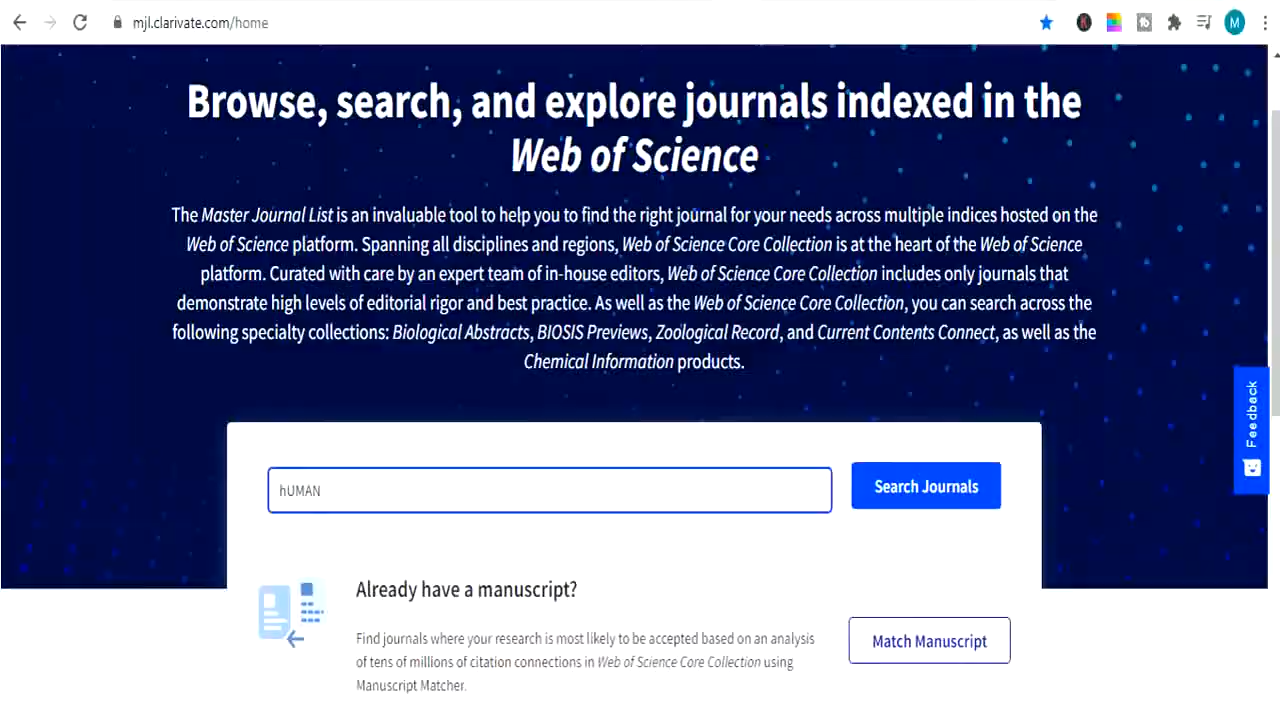 mjl.clarivate.com/home
M
Browse, search, and explore journals indexed in the
Web of Science
The Master Journal List is an invaluable tool to help you to find the right journal for your needs across multiple indices hosted on the
Web of Science platform. Spanning all disciplines and regions, Web of Science Core Collection is at the heart of the Web of Science
platform. Curated with care by an expert team of in-house editors, Web of Science Core Collection includes only journals that
demonstrate high levels of editorial rigor and best practice. As well as the Web of Science Core Collection, you can search across the
following specialty collections: Biological Abstracts, BIOSIS Previews, Zoological Record, and Current Contents Connect, as well as the
Chemical Information products.
Feedback
hUMAN
Search Journals
Already have a manuscript?
Find journals where your research is most likely to be accepted based on an analysis
of tens of millions of citation connections in Web of Science Core Collection using
Manuscript Matcher.
Match Manuscript